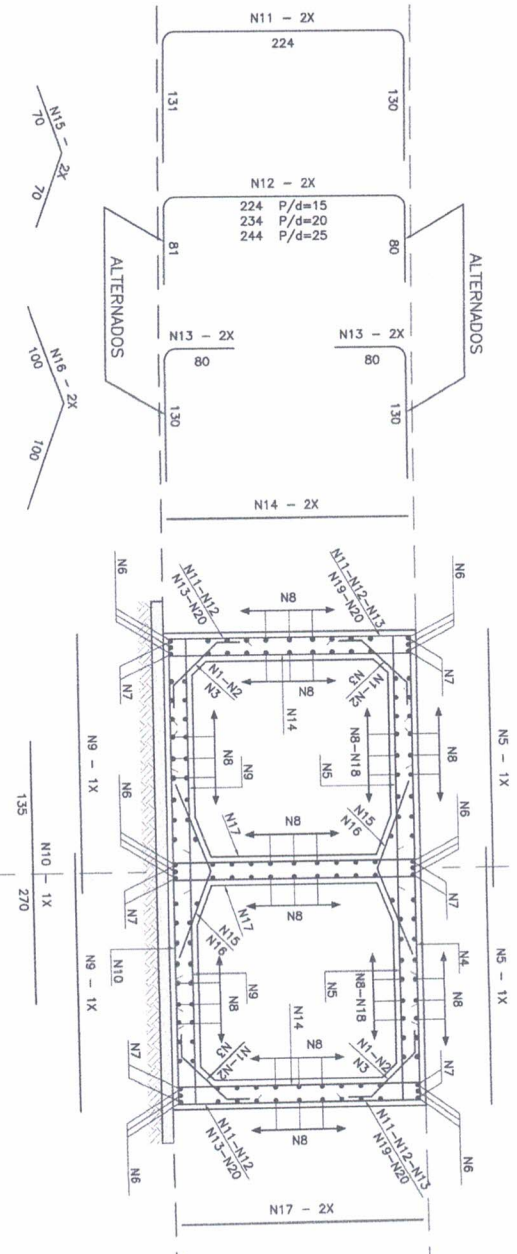 N11 - 2X
224
131
130
N12 - 2X
224 P/d=15
234 P/d=20
244 P/d=25
81
80
ALTERNADOS
ALTERNADOS
N13 - 2X
80
N13 - 2X
80
130
130
N15 - 2X
70
70
N16 - 2X
100
100
N14 - 2X
N6
N11-N12
N13-N20
N8
N11-N12-N13
N19-N20
N6
N7
N1-N2
N3
N8
N14
N1-N2
N3
N7
N5 - 1X
N9 - 1X
N8
N9
N5
N8-N18
N8
N6
N17
N8
N15
N16
N6
N7
N17
N8
N7
135
N10 - 1X
270
N15
N16
N4
N5 - 1X
N9 - 1X
N10
N9
N8
N5
N8-N18
N8
N14
N1-N2
N3
N8
N1-N2
N3
N7
N7
N11-N12
N13-N20
N8
N11-N12-N13
N19-N20
N6
N6
N17 - 2X